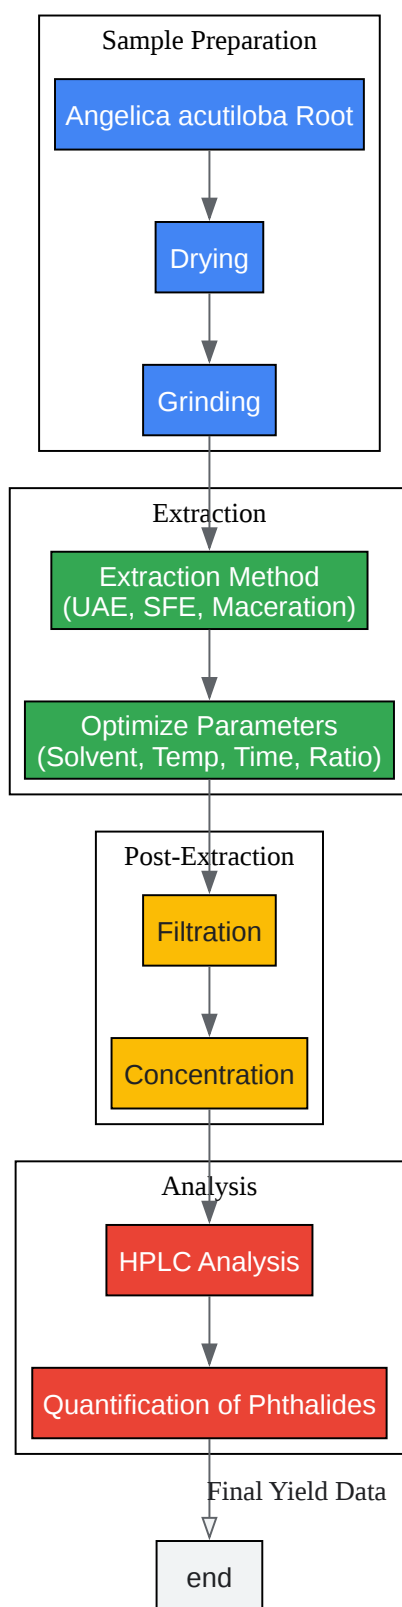 Sample Preparation
Angelica acutiloba Root
Drying
Grinding
Extraction
Extraction Method
(UAE, SFE, Maceration)
Optimize Parameters
(Solvent, Temp, Time, Ratio)
Post-Extraction
Filtration
Concentration
Analysis
HPLC Analysis
Quantification of Phthalides
Final Yield Data
end